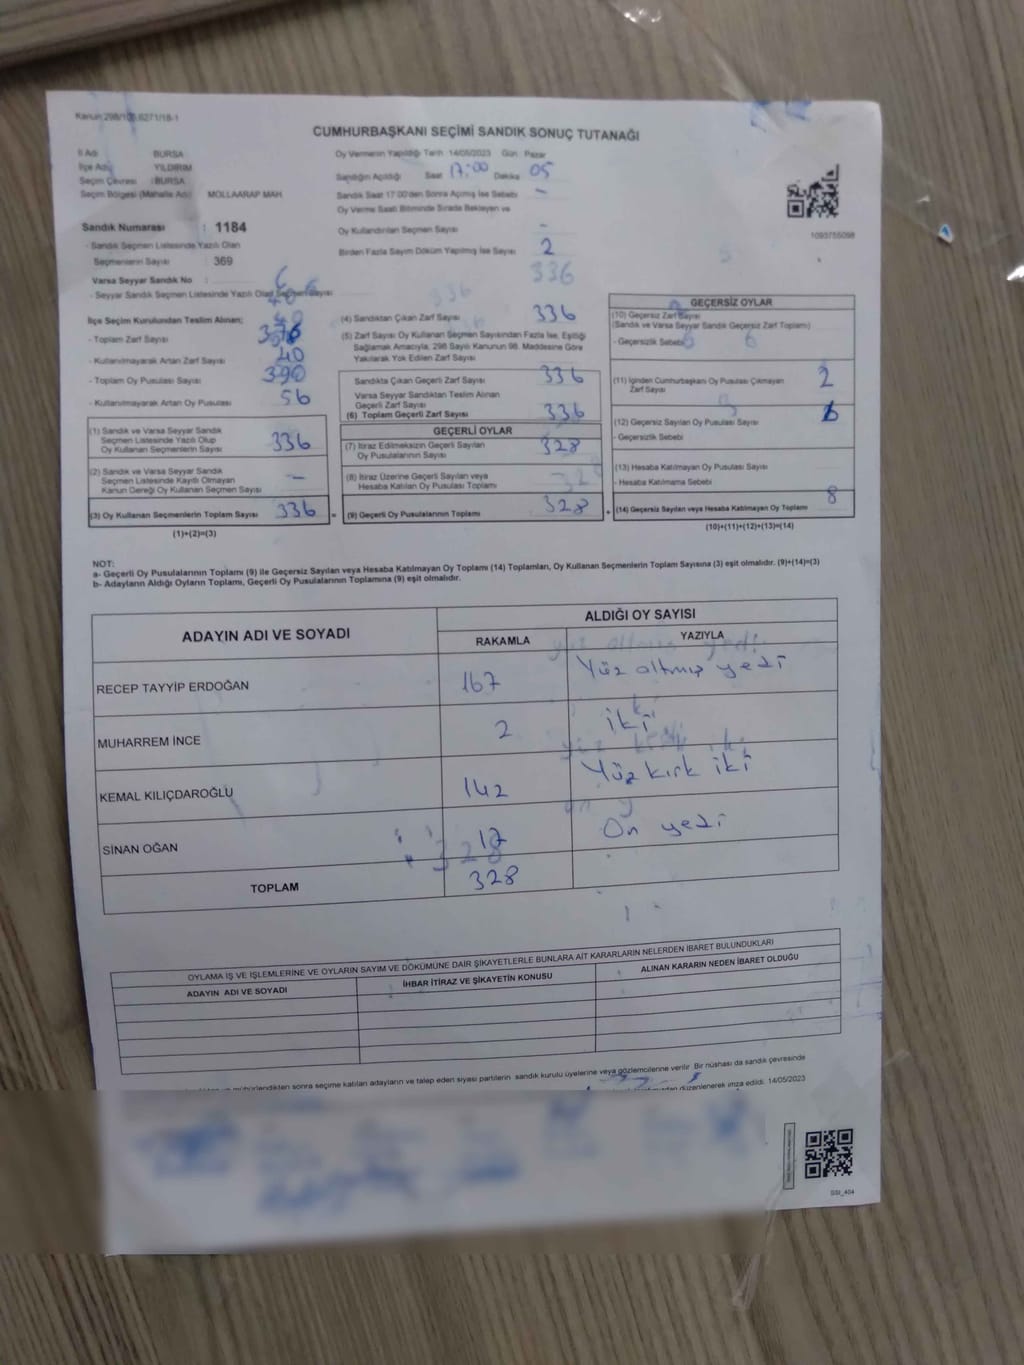 CUMHURBAŞKANI SEÇİMİ SANDIK SONUÇ TUTANAĞI
İl Adı BURSA
İlçe Adı YILDIRIM
Seçim Çevresi : BURSA
Seçim Bölgesi (Mahalle Adı) MOLLAARAP MAH
Sandık Numarası : 1184
- Sandık Seçmen Listesinde Yazılı Olan
Seçmenlerin Sayısı : 369
Varsa Seyyar Sandık No
- Seyyar Sandık Seçmen Listesinde Yazılı Olan Seçmen Sayısı
Oy Vermenin Yapıldığı Tarih 14/05/2023 Gün Pazar
Sandığın Açıldığı Saat 17:00 Dakika 05
Sandık Saat 17:00'den Sonra Açılmış İse Sebebi -
Oy Verme Saati Bitiminde Sırada Bekleyen ve
Oy Kullandırılan Seçmen Sayısı -
Birden Fazla Sayım Döküm Yapılmış İse Sayısı 2
336
1093755098
İlçe Seçim Kurulundan Teslim Alınan;
- Toplam Zarf Sayısı 376
- Kullanılmayarak Artan Zarf Sayısı 40
- Toplam Oy Pusulası Sayısı 390
- Kullanılmayarak Artan Oy Pusulası 56
(1) Sandık ve Varsa Seyyar Sandık
Seçmen Listesinde Yazılı Olup
Oy Kullanan Seçmenlerin Sayısı 336
(2) Sandık ve Varsa Seyyar Sandık
Seçmen Listesinde Kayıtlı Olmayan
Kanun Gereği Oy Kullanan Seçmen Sayısı -
(3) Oy Kullanan Seçmenlerin Toplam Sayısı 336
(1)+(2)=(3)
(4) Sandıktan Çıkan Zarf Sayısı 336
(5) Zarf Sayısı Oy Kullanan Seçmen Sayısından Fazla İse, Eşitliği
Sağlamak Amacıyla, 298 Sayılı Kanunun 98. Maddesine Göre
Yakılarak Yok Edilen Zarf Sayısı
Sandıkta Çıkan Geçerli Zarf Sayısı 336
Varsa Seyyar Sandıktan Teslim Alınan
Geçerli Zarf Sayısı
(6) Toplam Geçerli Zarf Sayısı 336
GEÇERLİ OYLAR
(7) İtiraz Edilmeksizin Geçerli Sayılan
Oy Pusulalarının Sayısı 328
(8) İtiraz Üzerine Geçerli Sayılan veya
Hesaba Katılan Oy Pusulası Toplamı
(9) Geçerli Oy Pusulalarının Toplamı 328
GEÇERSİZ OYLAR
(10) Geçersiz Zarf Sayısı
(Sandık ve Varsa Seyyar Sandık Geçersiz Zarf Toplamı)
- Geçersizlik Sebebi
(11) İçinden Cumhurbaşkanı Oy Pusulası Çıkmayan
Zarf Sayısı 2
(12) Geçersiz Sayılan Oy Pusulası Sayısı 6
- Geçersizlik Sebebi
(13) Hesaba Katılmayan Oy Pusulası Sayısı
- Hesaba Katılmama Sebebi
(14) Geçersiz Sayılan veya Hesaba Katılmayan Oy Toplamı 8
(10)+(11)+(12)+(13)=(14)
NOT:
a- Geçerli Oy Pusulalarının Toplamı (9) ile Geçersiz Sayılan veya Hesaba Katılmayan Oy Toplamı (14) Toplamları, Oy Kullanan Seçmenlerin Toplam Sayısına (3) eşit olmalıdır. (9)+(14)=(3)
b- Adayların Aldığı Oyların Toplamı, Geçerli Oy Pusulalarının Toplamına (9) eşit olmalıdır.
ADAYIN ADI VE SOYADI
ALDIĞI OY SAYISI
RAKAMLA YAZIYLA
RECEP TAYYİP ERDOĞAN 167 Yüz altmış yedi
MUHARREM İNCE 2 iki
KEMAL KILIÇDAROĞLU 142 Yüz kırk iki
SİNAN OĞAN 17 On yedi
TOPLAM 328
OYLAMA İŞ VE İŞLEMLERİNE VE OYLARIN SAYIM VE DÖKÜMÜNE DAİR ŞİKAYETLERLE BUNLARA AİT KARARLARIN NELERDEN İBARET BULUNDUKLARI
ADAYIN ADI VE SOYADI İHBAR İTİRAZ VE ŞİKAYETİN KONUSU ALINAN KARARIN NEDEN İBARET OLDUĞU
mühürlendikten sonra seçime katılan adayların ve talep eden siyasi partilerin sandık kurulu üyelerine veya gözlemcilerine verilir. Bir nüshası da sandık çevresinde
düzenlenerek imza edildi. 14/05/2023